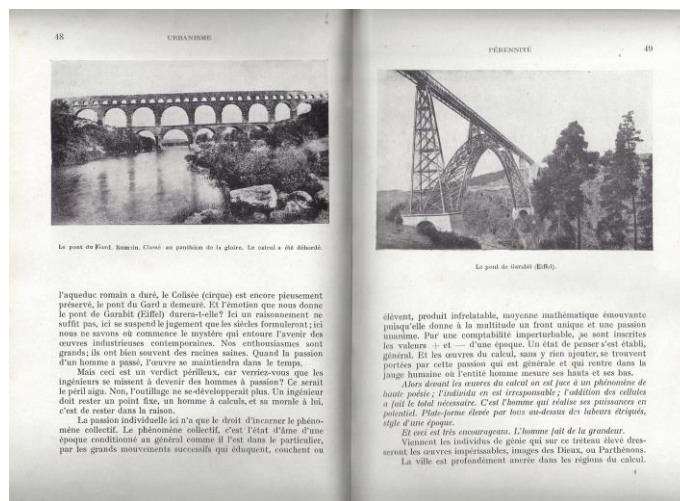 48
URBANISME
Le pont du Gard. Romain. Classé au panthéon de la gloire. Le calcul a été débordé.
l'aqueduc romain a duré, le Colisée (cirque) est encore pieusement
préservé, le pont du Gard a demeuré. Et l'émotion que nous donne
le pont de Garabit (Eiffel) durera-t-elle? Ici un raisonnement ne
suffit pas, ici se suspend le jugement que les siècles formuleront; ici
nous ne savons où commence le mystère qui entoure l'avenir des
œuvres industrieuses contemporaines. Nos enthousiasmes sont
grands; ils ont bien souvent des racines saines. Quand la passion
d'un homme a passé, l'œuvre se maintiendra dans le temps.
Mais ceci est un verdict périlleux, car verriez-vous que les
ingénieurs se missent à devenir des hommes à passion? Ce serait
le péril aigu. Non, l'outillage ne se développerait plus. Un ingénieur
doit rester un point fixe, un homme à calculs, et sa morale à lui,
c'est de rester dans la raison.
La passion individuelle ici n'a que le droit d'incarner le phéno-
mène collectif. Le phénomène collectif, c'est l'état d'âme d'une
époque conditionné au général comme il l'est dans le particulier,
par les grands mouvements successifs qui éduquent, couchent ou
PÉRENNITÉ
49
Le pont de Garabit (Eiffel).
élèvent, produit infrelatable, moyenne mathématique émouvante
puisqu'elle donne à la multitude un front unique et une passion
unanime. Par une comptabilité imperturbable, se sont inscrites
les valeurs + et — d'une époque. Un état de penser s'est établi,
général. Et les œuvres du calcul, sans y rien ajouter, se trouvent
portées par cette passion qui est générale et qui rentre dans la
jauge humaine où l'entité homme mesure ses hauts et ses bas.
Alors devant les œuvres du calcul on est face à un phénomène de
haute poésie; l'individu en est irresponsable; l'addition des cellules
a fait le total nécessaire. C'est l'homme qui réalise ses puissances en
potentiel. Plate-forme élevée par tous au-dessus des labeurs étriqués,
style d'une époque.
Et ceci est très encourageant. L'homme fait de la grandeur.
Viennent les individus de génie qui sur ce tréteau élevé dres-
seront les œuvres impérissables, images des Dieux, ou Parthénons.
La ville est profondément ancrée dans les régions du calcul.
4